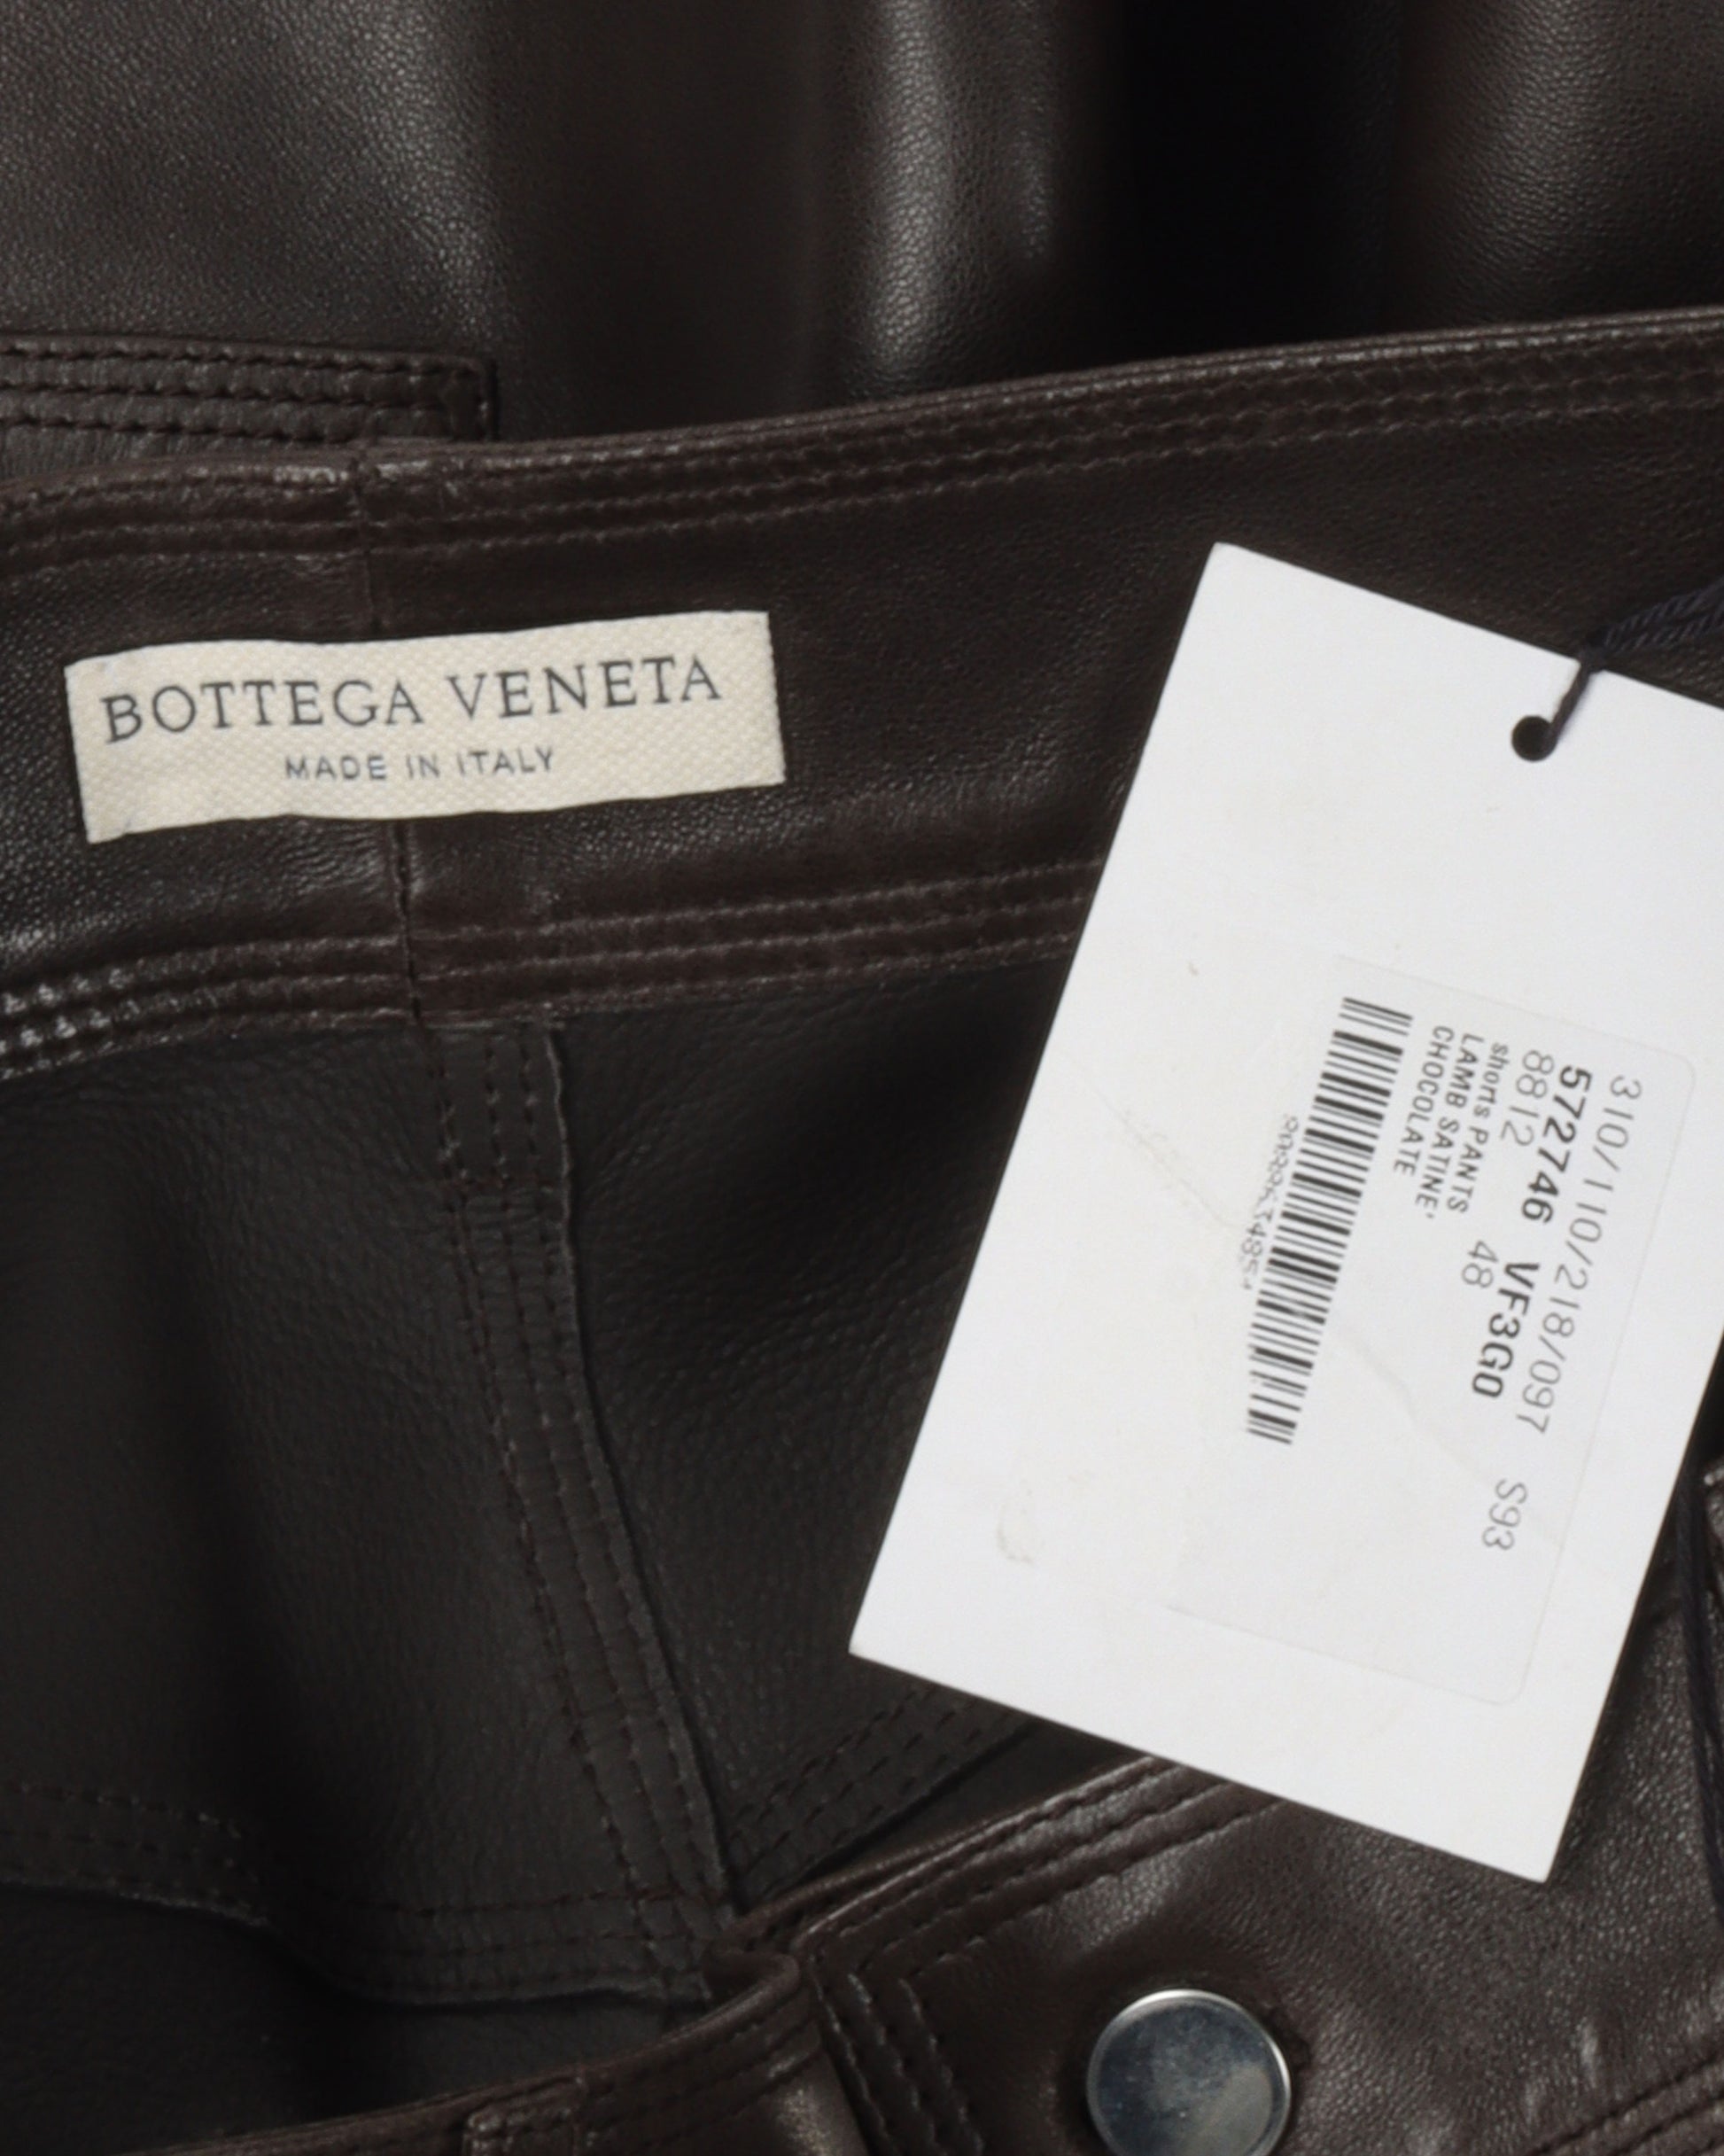 BOTTEGA VENETA
MADE IN ITALY
310/110/218/097
572746 VF3G0 S93
8812 48
shorts PANTS
LAMB SATINE'
CHOCOLATE